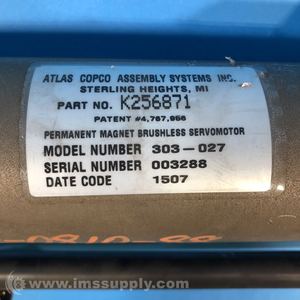 ATLAS COPCO ASSEMBLY SYSTEMS INC.
STERLING HEIGHTS, MI
PART NO. K256871
PATENT #4,767,956
PERMANENT MAGNET BRUSHLESS SERVOMOTOR
MODEL NUMBER 303-027
SERIAL NUMBER 003288
DATE CODE 1507
© www.imssupply.com/